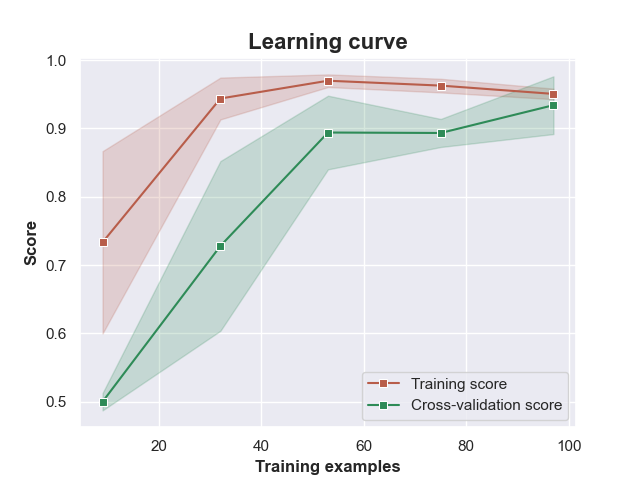 Learning curve
1.0
0.9
0.8
0.7
0.6
0.5
Score
20 40 60 80 100
Training examples
Training score
Cross-validation score